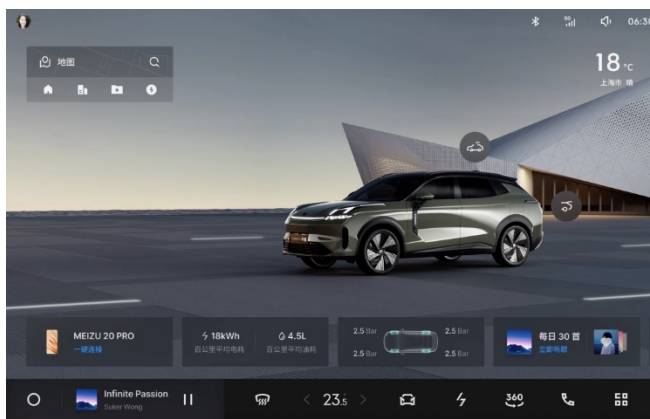 5G
06:30
地图
18 °C
上海市 晴
MEIZU 20 PRO
一键连接
18kWh
百公里平均电耗
4.5L
百公里平均油耗
2.5 Bar
2.5 Bar
2.5 Bar
2.5 Bar
每日 30 首
立即听歌
Infinite Passion
Suker Wong
23.5
360